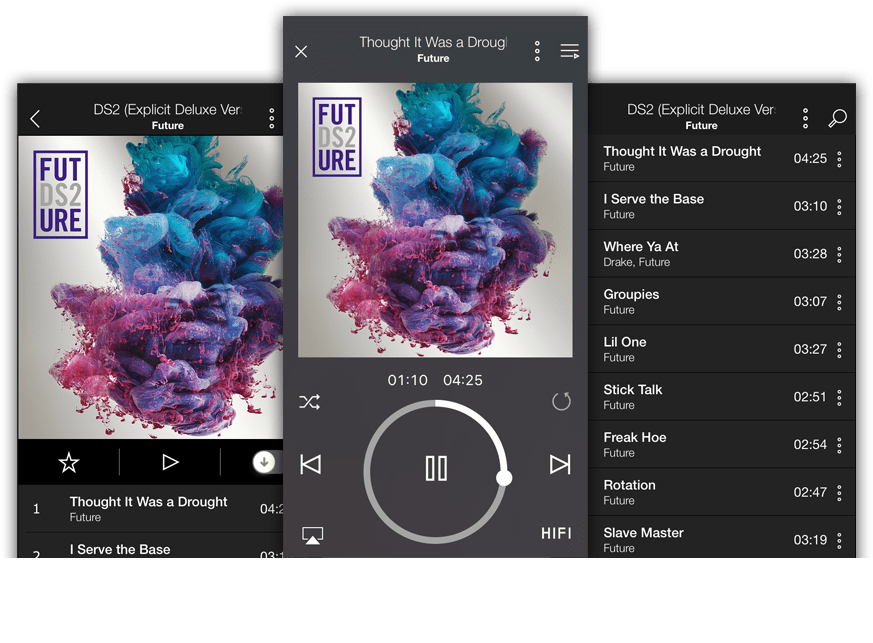 DS2 (Explicit Deluxe Ver
Future
FUT
DS2
URE
1
Thought It Was a Drought
Future
04:2
2
I Serve the Base
03:1
Thought It Was a Droug
Future
FUT
DS2
URE
01:10 04:25
HIFI
DS2 (Explicit Deluxe Ver
Future
Thought It Was a Drought
04:25
Future
I Serve the Base
03:10
Future
Where Ya At
03:28
Drake, Future
Groupies
03:07
Future
Lil One
03:27
Future
Stick Talk
02:51
Future
Freak Hoe
02:54
Future
Rotation
02:47
Future
Slave Master
03:19
Future